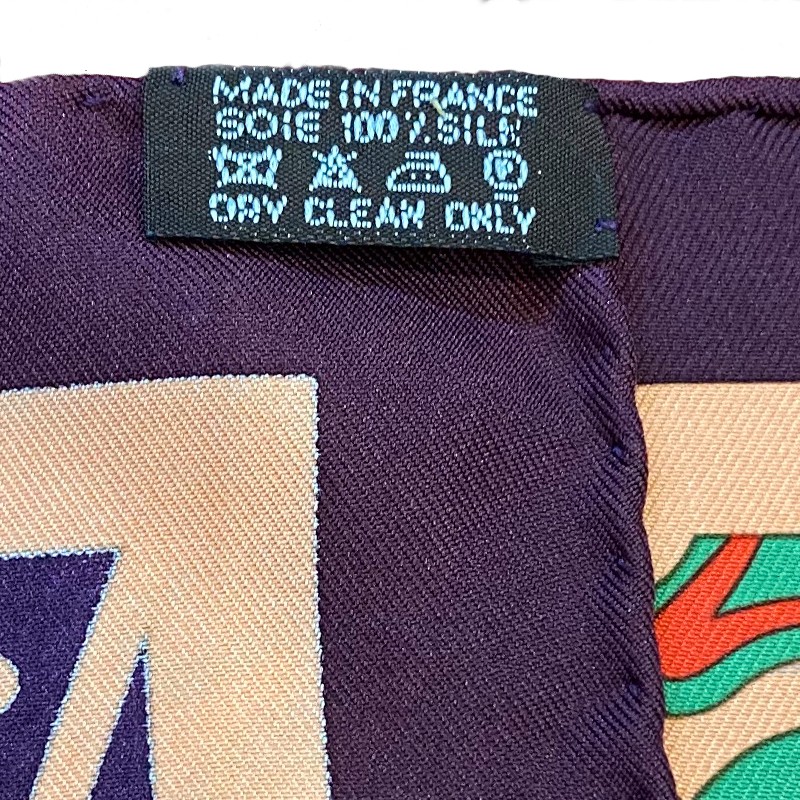 MADE IN FRANCE
SOIE 100% SILK
DRY CLEAN ONLY